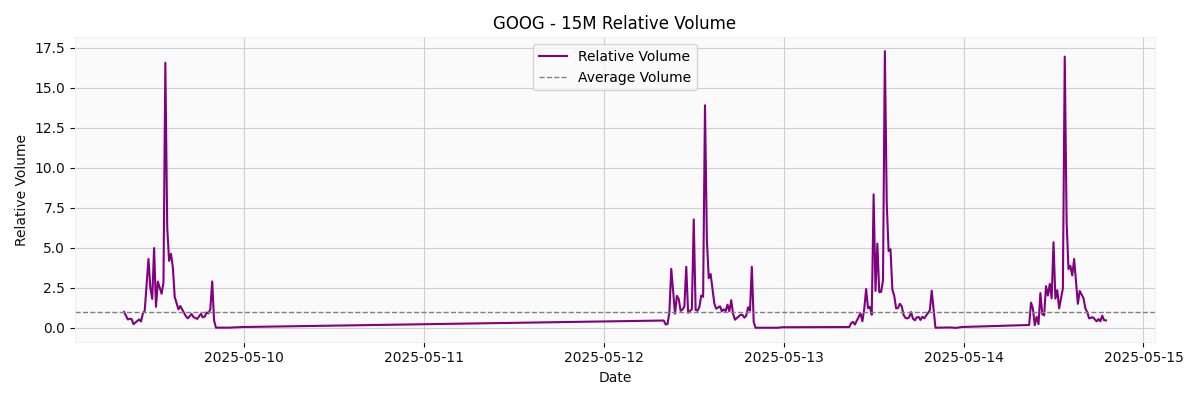 GOOG - 15M Relative Volume
Relative Volume
Average Volume
Relative Volume
17.5
15.0
12.5
10.0
7.5
5.0
2.5
0.0
2025-05-10 2025-05-11 2025-05-12 2025-05-13 2025-05-14 2025-05-15
Date